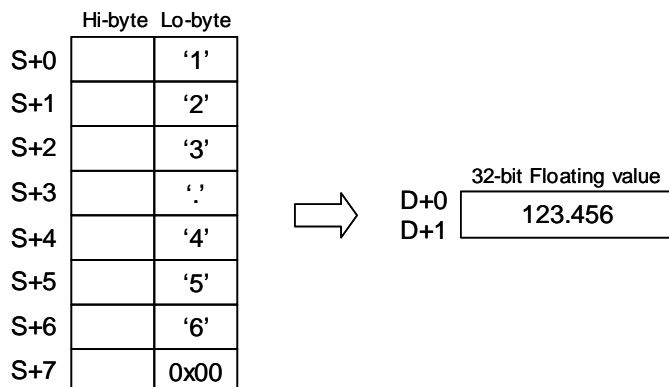 Hi-byte Lo-byte
S+0 ‘1’
S+1 ‘2’
S+2 ‘3’
S+3 ‘.’
S+4 ‘4’
S+5 ‘5’
S+6 ‘6’
S+7 0x00
32-bit Floating value
D+0
D+1
123.456